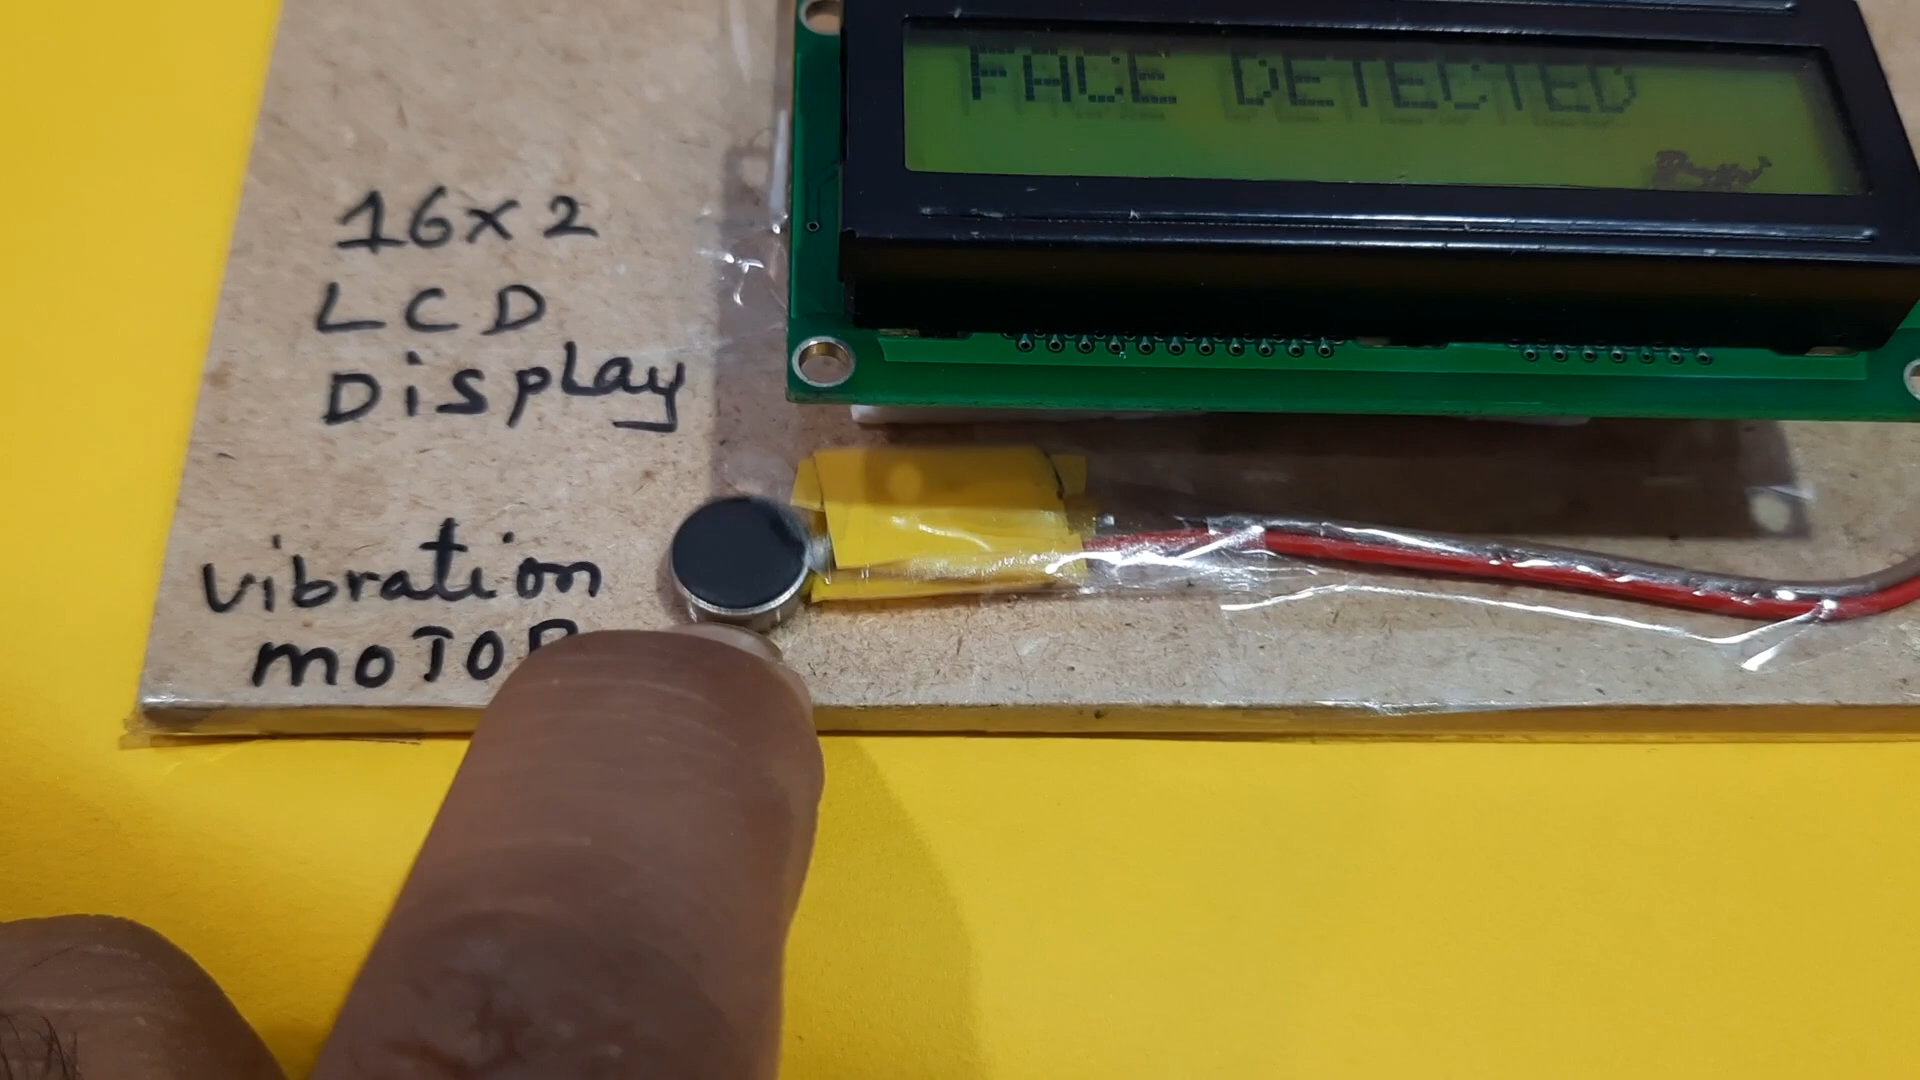 FACE DETECTED
16x2
LCD
Display
vibration
moTOR